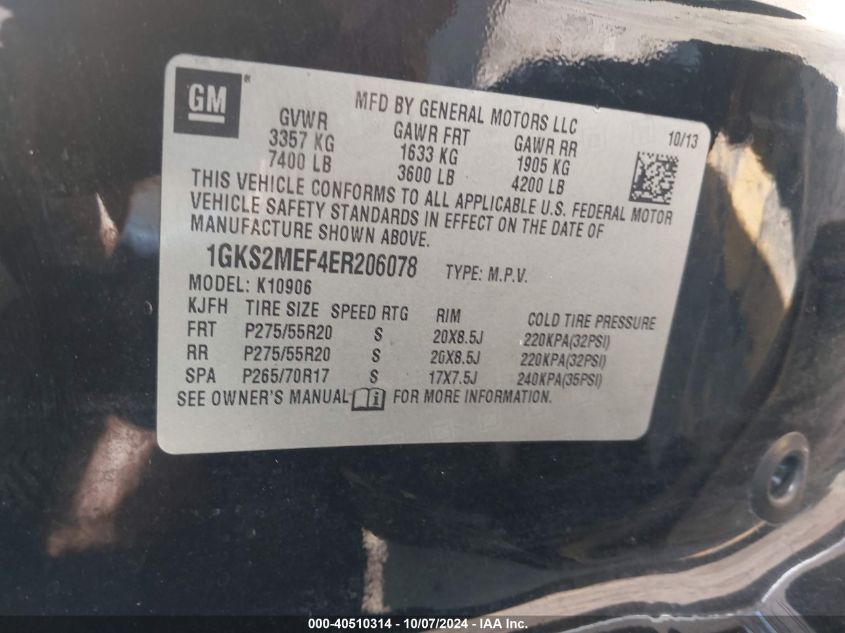 GM ®
MFD BY GENERAL MOTORS LLC
10/13
GVWR GAWR FRT GAWR RR
3357 KG 1633 KG 1905 KG
7400 LB 3600 LB 4200 LB
THIS VEHICLE CONFORMS TO ALL APPLICABLE U.S. FEDERAL MOTOR
VEHICLE SAFETY STANDARDS IN EFFECT ON THE DATE OF
MANUFACTURE SHOWN ABOVE.
1GKS2MEF4ER206078 TYPE: M.P.V.
MODEL: K10906
KJFH TIRE SIZE SPEED RTG RIM COLD TIRE PRESSURE
FRT P275/55R20 S 20X8.5J 220KPA(32PSI)
RR P275/55R20 S 20X8.5J 220KPA(32PSI)
SPA P265/70R17 S 17X7.5J 240KPA(35PSI)
SEE OWNER'S MANUAL i FOR MORE INFORMATION.
000-40510314 - 10/07/2024 - IAA Inc.